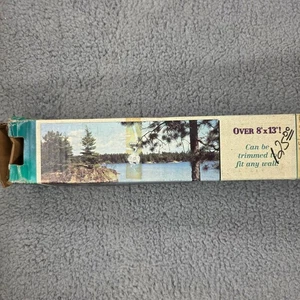 OVER 8'x13'!
Can be
trimmed to
fit any wall